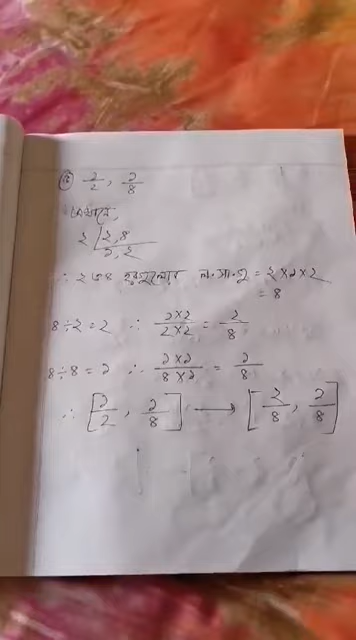 (ক) ১/২, ১/৪
এখানে,
২ | ২, ৪
১, ২
∴ ২ ও ৪ হরগুলোর ল.সা.গু = ২×১×২
= ৪
৪÷২=২ ∴ ১×২/২×২ = ২/৪
৪÷৪=১ ∴ ১×১/৪×১ = ১/৪
∴ [১/২, ১/৪] → [২/৪, ১/৪]